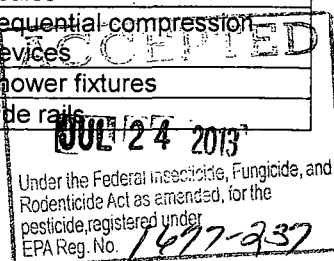 equential compression
evices
hower fixtures
de rails
ACCEPTED
JUL 24 2013
Under the Federal Insecticide, Fungicide, and
Rodenticide Act as amended, for the
pesticide, registered under
EPA Reg. No. 1677-237